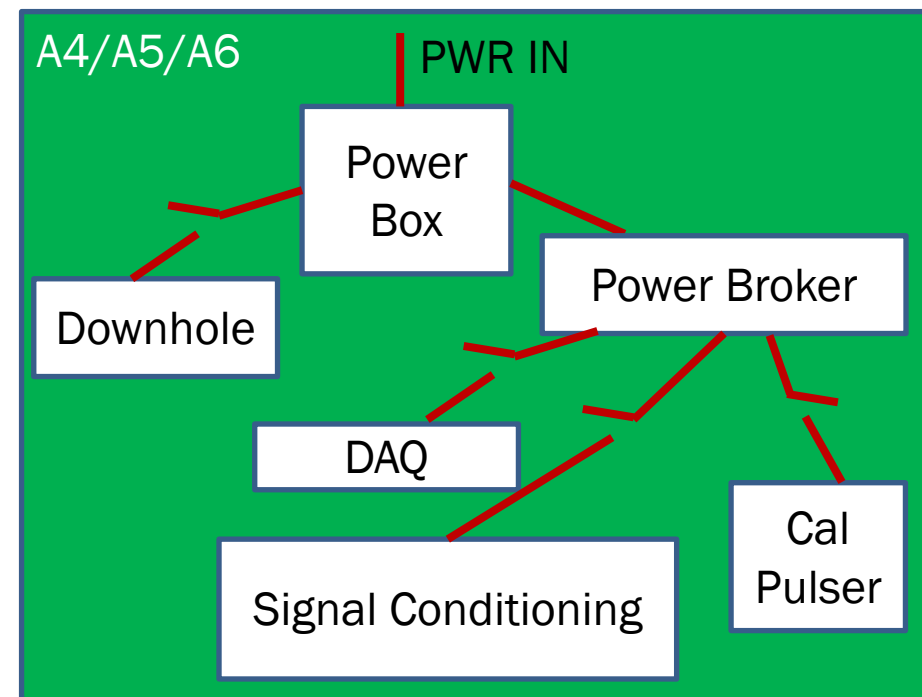 A4/A5/A6
PWR IN
Power
Box
Downhole
Power Broker
DAQ
Signal Conditioning
Cal
Pulser